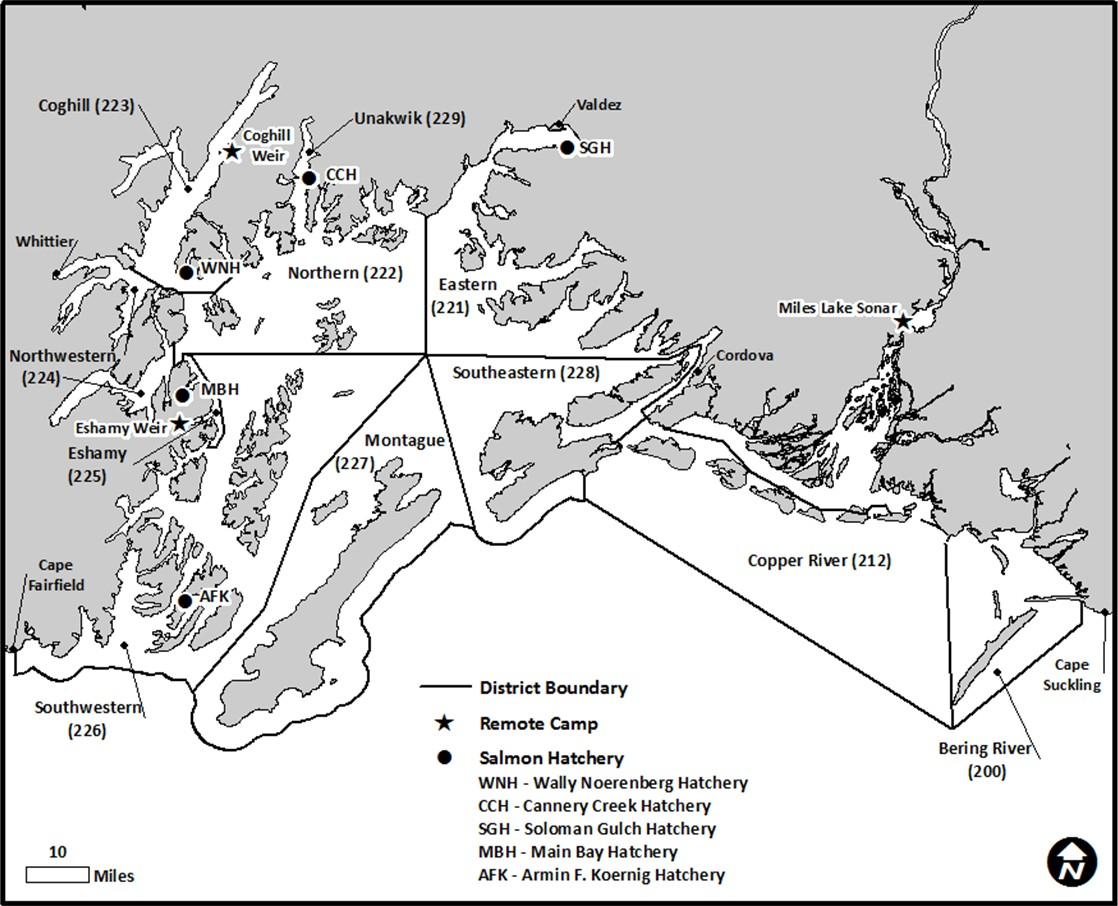 Coghill (223)
Coghill
Weir
Unakwik (229)
Valdez
SGH
CCH
Whittier
WNH
Northern (222)
Eastern
(221)
Miles Lake Sonar
Northwestern
(224)
MBH
Southeastern (228)
Cordova
Eshamy Weir
Eshamy
(225)
Montague
(227)
Cape
Fairfield
AFK
Copper River (212)
Cape
Suckling
Southwestern
(226)
Bering River
(200)
District Boundary
Remote Camp
Salmon Hatchery
WNH - Wally Noerenberg Hatchery
CCH - Cannery Creek Hatchery
SGH - Soloman Gulch Hatchery
MBH - Main Bay Hatchery
AFK - Armin F. Koernig Hatchery
10
Miles
N